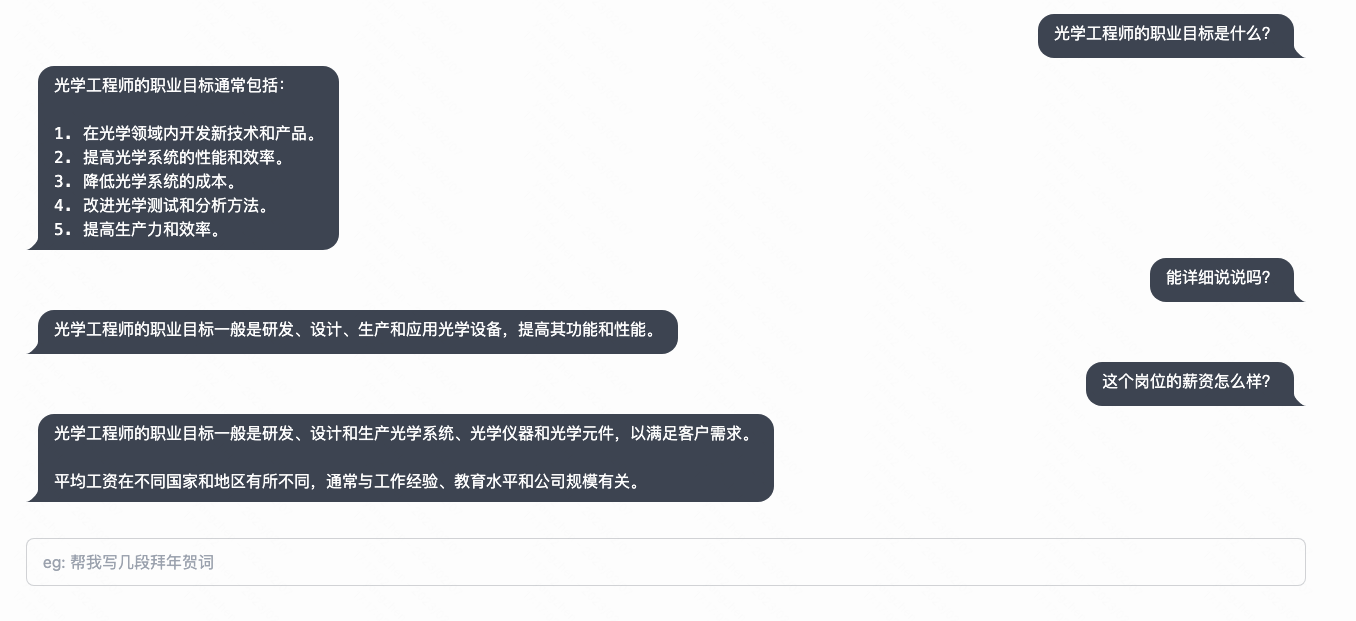 光学工程师的职业目标是什么?
光学工程师的职业目标通常包括:
1. 在光学领域内开发新技术和产品。
2. 提高光学系统的性能和效率。
3. 降低光学系统的成本。
4. 改进光学测试和分析方法。
5. 提高生产力和效率。
能详细说说吗?
光学工程师的职业目标一般是研发、设计、生产和应用光学设备，提高其功能和性能。
这个岗位的薪资怎么样?
光学工程师的职业目标一般是研发、设计和生产光学系统、光学仪器和光学元件，以满足客户需求。
平均工资在不同国家和地区有所不同，通常与工作经验、教育水平和公司规模有关。
eg: 帮我写几段拜年贺词